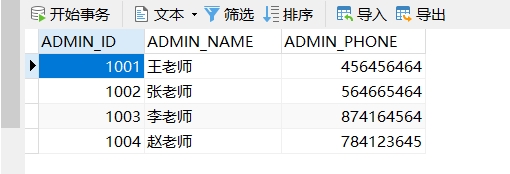 开始事务 文本 筛选 排序 导入 导出
ADMIN_ID ADMIN_NAME ADMIN_PHONE
1001 王老师 456456464
1002 张老师 564665464
1003 李老师 874164564
1004 赵老师 784123645